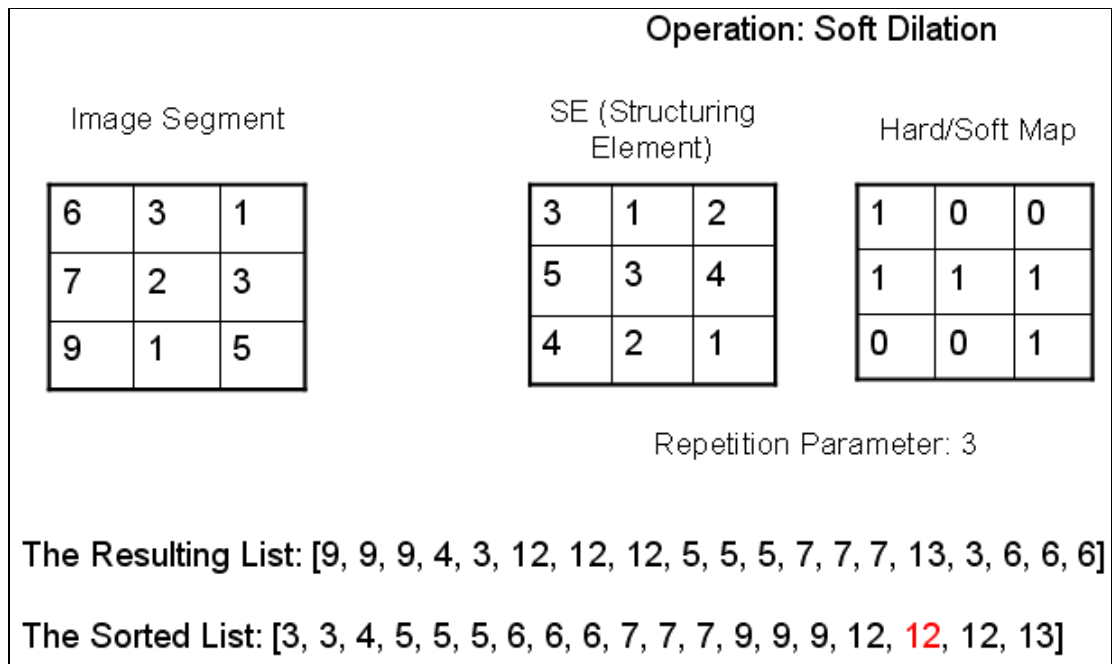 Operation: Soft Dilation
Image Segment
SE (Structuring
Element)
Hard/Soft Map
6 3 1
7 2 3
9 1 5
3 1 2
5 3 4
4 2 1
1 0 0
1 1 1
0 0 1
Repetition Parameter: 3
The Resulting List: [9, 9, 9, 4, 3, 12, 12, 12, 5, 5, 5, 7, 7, 7, 13, 3, 6, 6, 6]
The Sorted List: [3, 3, 4, 5, 5, 5, 6, 6, 6, 7, 7, 7, 9, 9, 9, 12, 12, 12, 13]